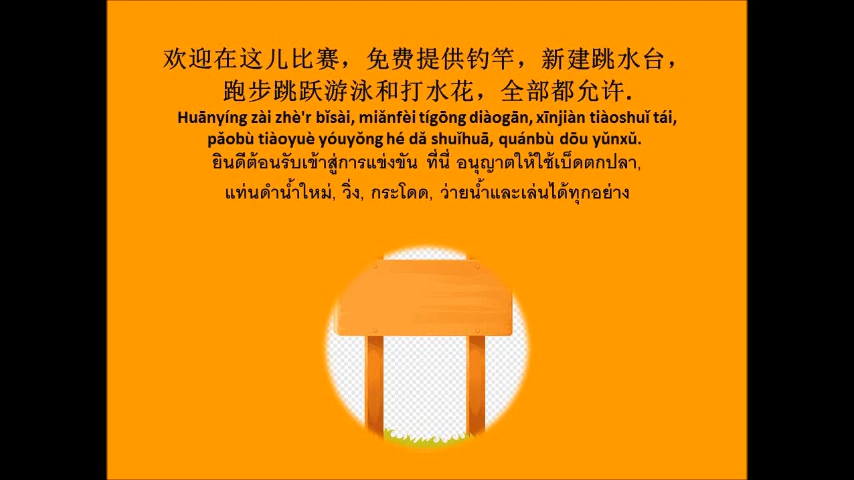 欢迎在这儿比赛，免费提供钓竿，新建跳水台，
跑步跳跃游泳和打水花，全部都允许.
Huānyíng zài zhè'r bǐsài, miǎnfèi tígōng diàogān, xīnjiàn tiàoshuǐ tái,
pǎobù tiàoyuè yóuyǒng hé dǎ shuǐhuā, quánbù dōu yǔnxǔ.
ยินดีต้อนรับเข้าสู่การแข่งขัน ที่นี่ อนุญาตให้ใช้เบ็ดตกปลา,
แท่นดำน้ำใหม่, วิ่ง, กระโดด, ว่ายน้ำและเล่นได้ทุกอย่าง